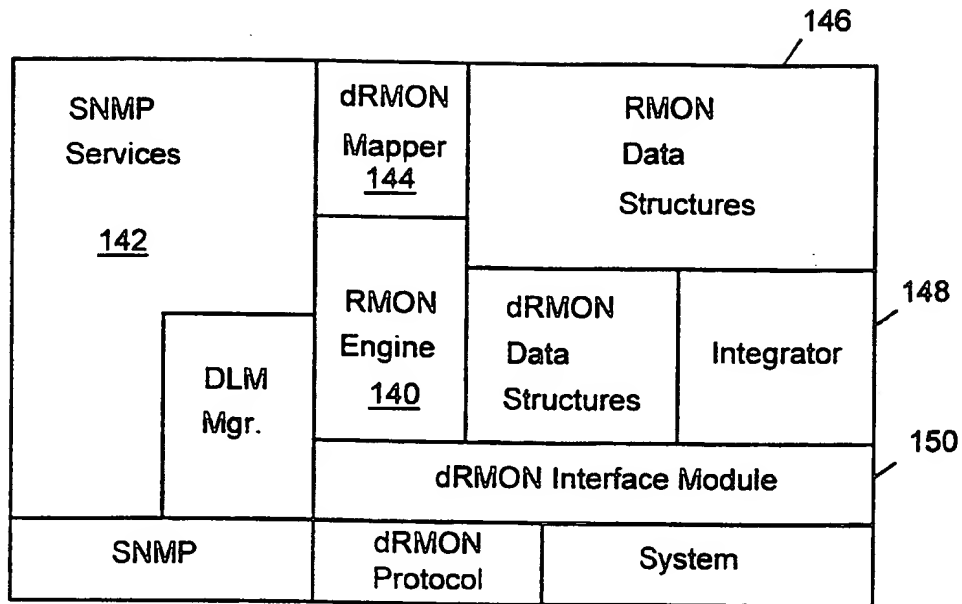 146
SNMP
Services
142
dRMON
Mapper
144
RMON
Data
Structures
148
DLM
Mgr.
RMON
Engine
140
dRMON
Data
Structures
Integrator
150
dRMON Interface Module
SNMP
dRMON
Protocol
System